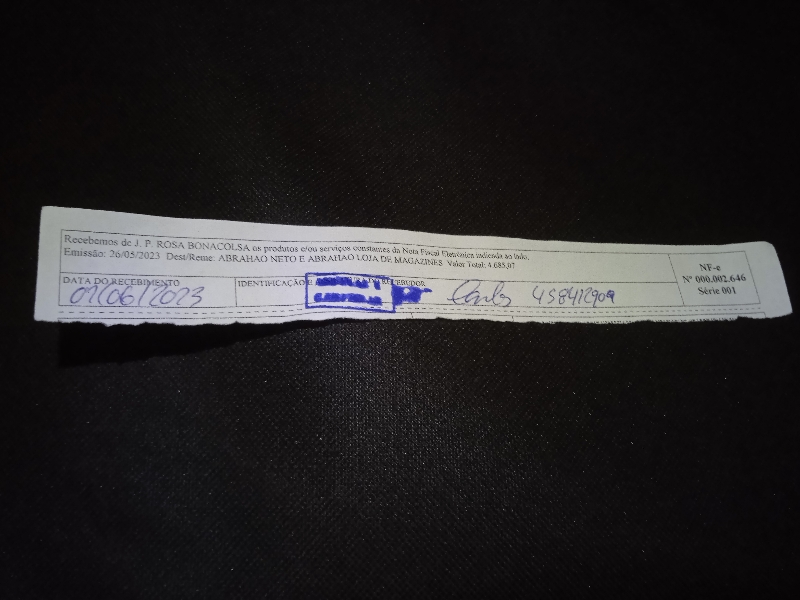 Recebemos de J. P. ROSA BONACOLSA os produtos e/ou serviços constantes da Nota Fiscal Eletrônica indicada ao lado.
Emissão: 26/05/2023 Dest/Reme: ABRAHAO NETO E ABRAHAO LOJA DE MAGAZINES Valor Total: 4.685,07
NF-e
Nº 000.002.646
Série 001
DATA DO RECEBIMENTO
01/06/2023
IDENTIFICAÇÃO E RECEBEDOR
Carlos 458412909